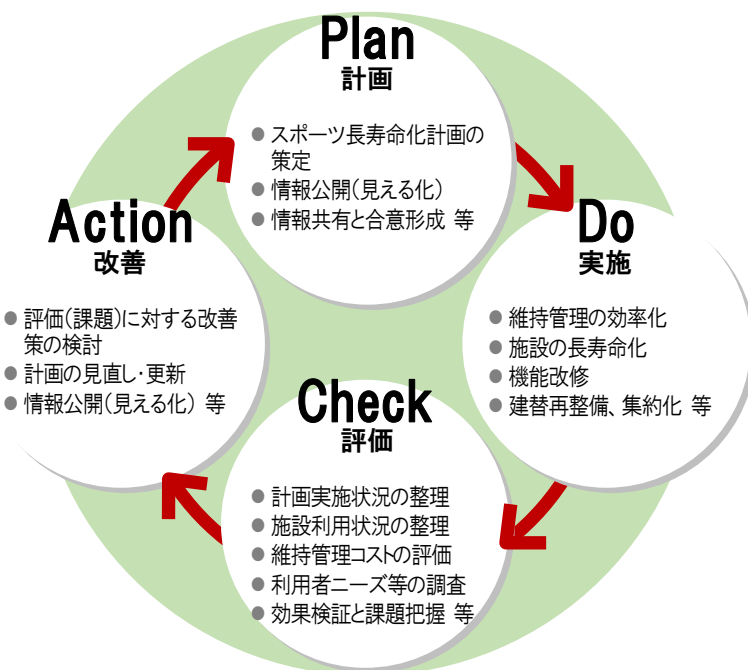 Plan
計画
● スポーツ長寿命化計画の
策定
● 情報公開(見える化)
● 情報共有と合意形成 等
Do
実施
● 維持管理の効率化
● 施設の長寿命化
● 機能改修
● 建替再整備、集約化 等
Check
評価
● 計画実施状況の整理
● 施設利用状況の整理
● 維持管理コストの評価
● 利用者ニーズ等の調査
● 効果検証と課題把握 等
Action
改善
● 評価(課題)に対する改善
策の検討
● 計画の見直し・更新
● 情報公開(見える化) 等